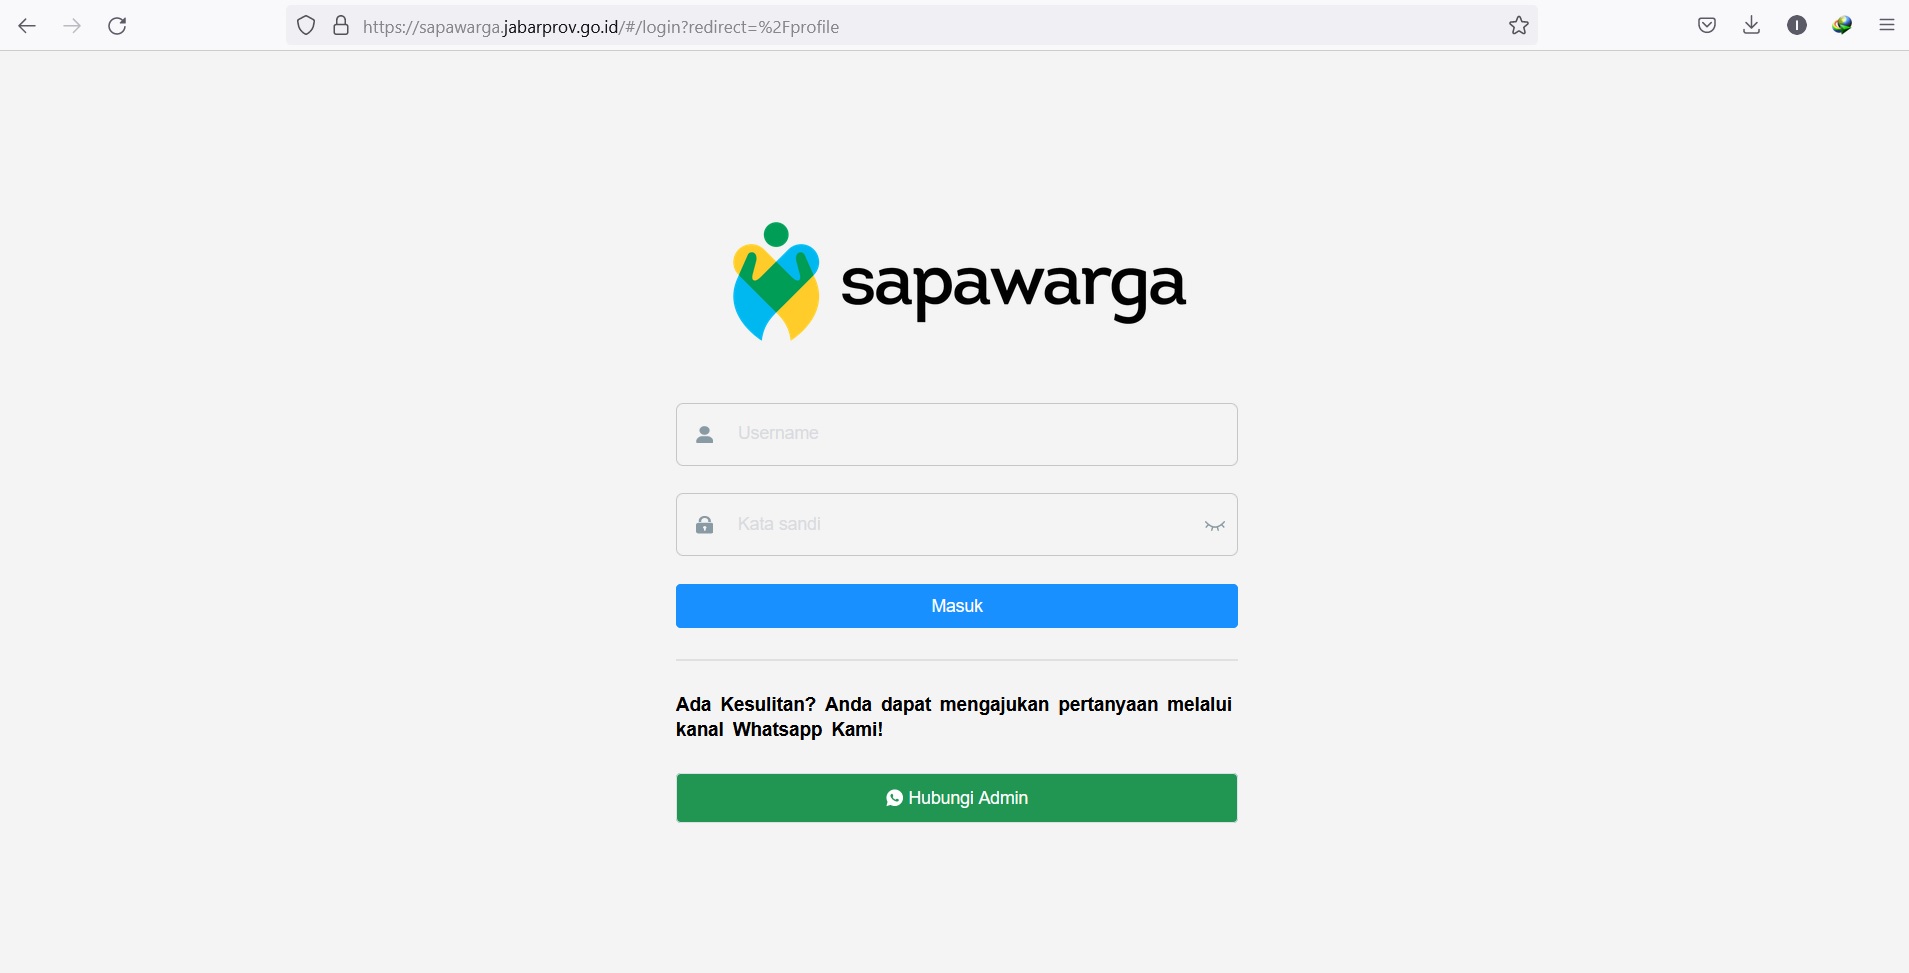 https://sapawarga.jabarprov.go.id/#/login?redirect=%2Fprofile
sapawarga
Username
Kata sandi
Masuk
Ada Kesulitan? Anda dapat mengajukan pertanyaan melalui
kanal Whatsapp Kami!
Hubungi Admin